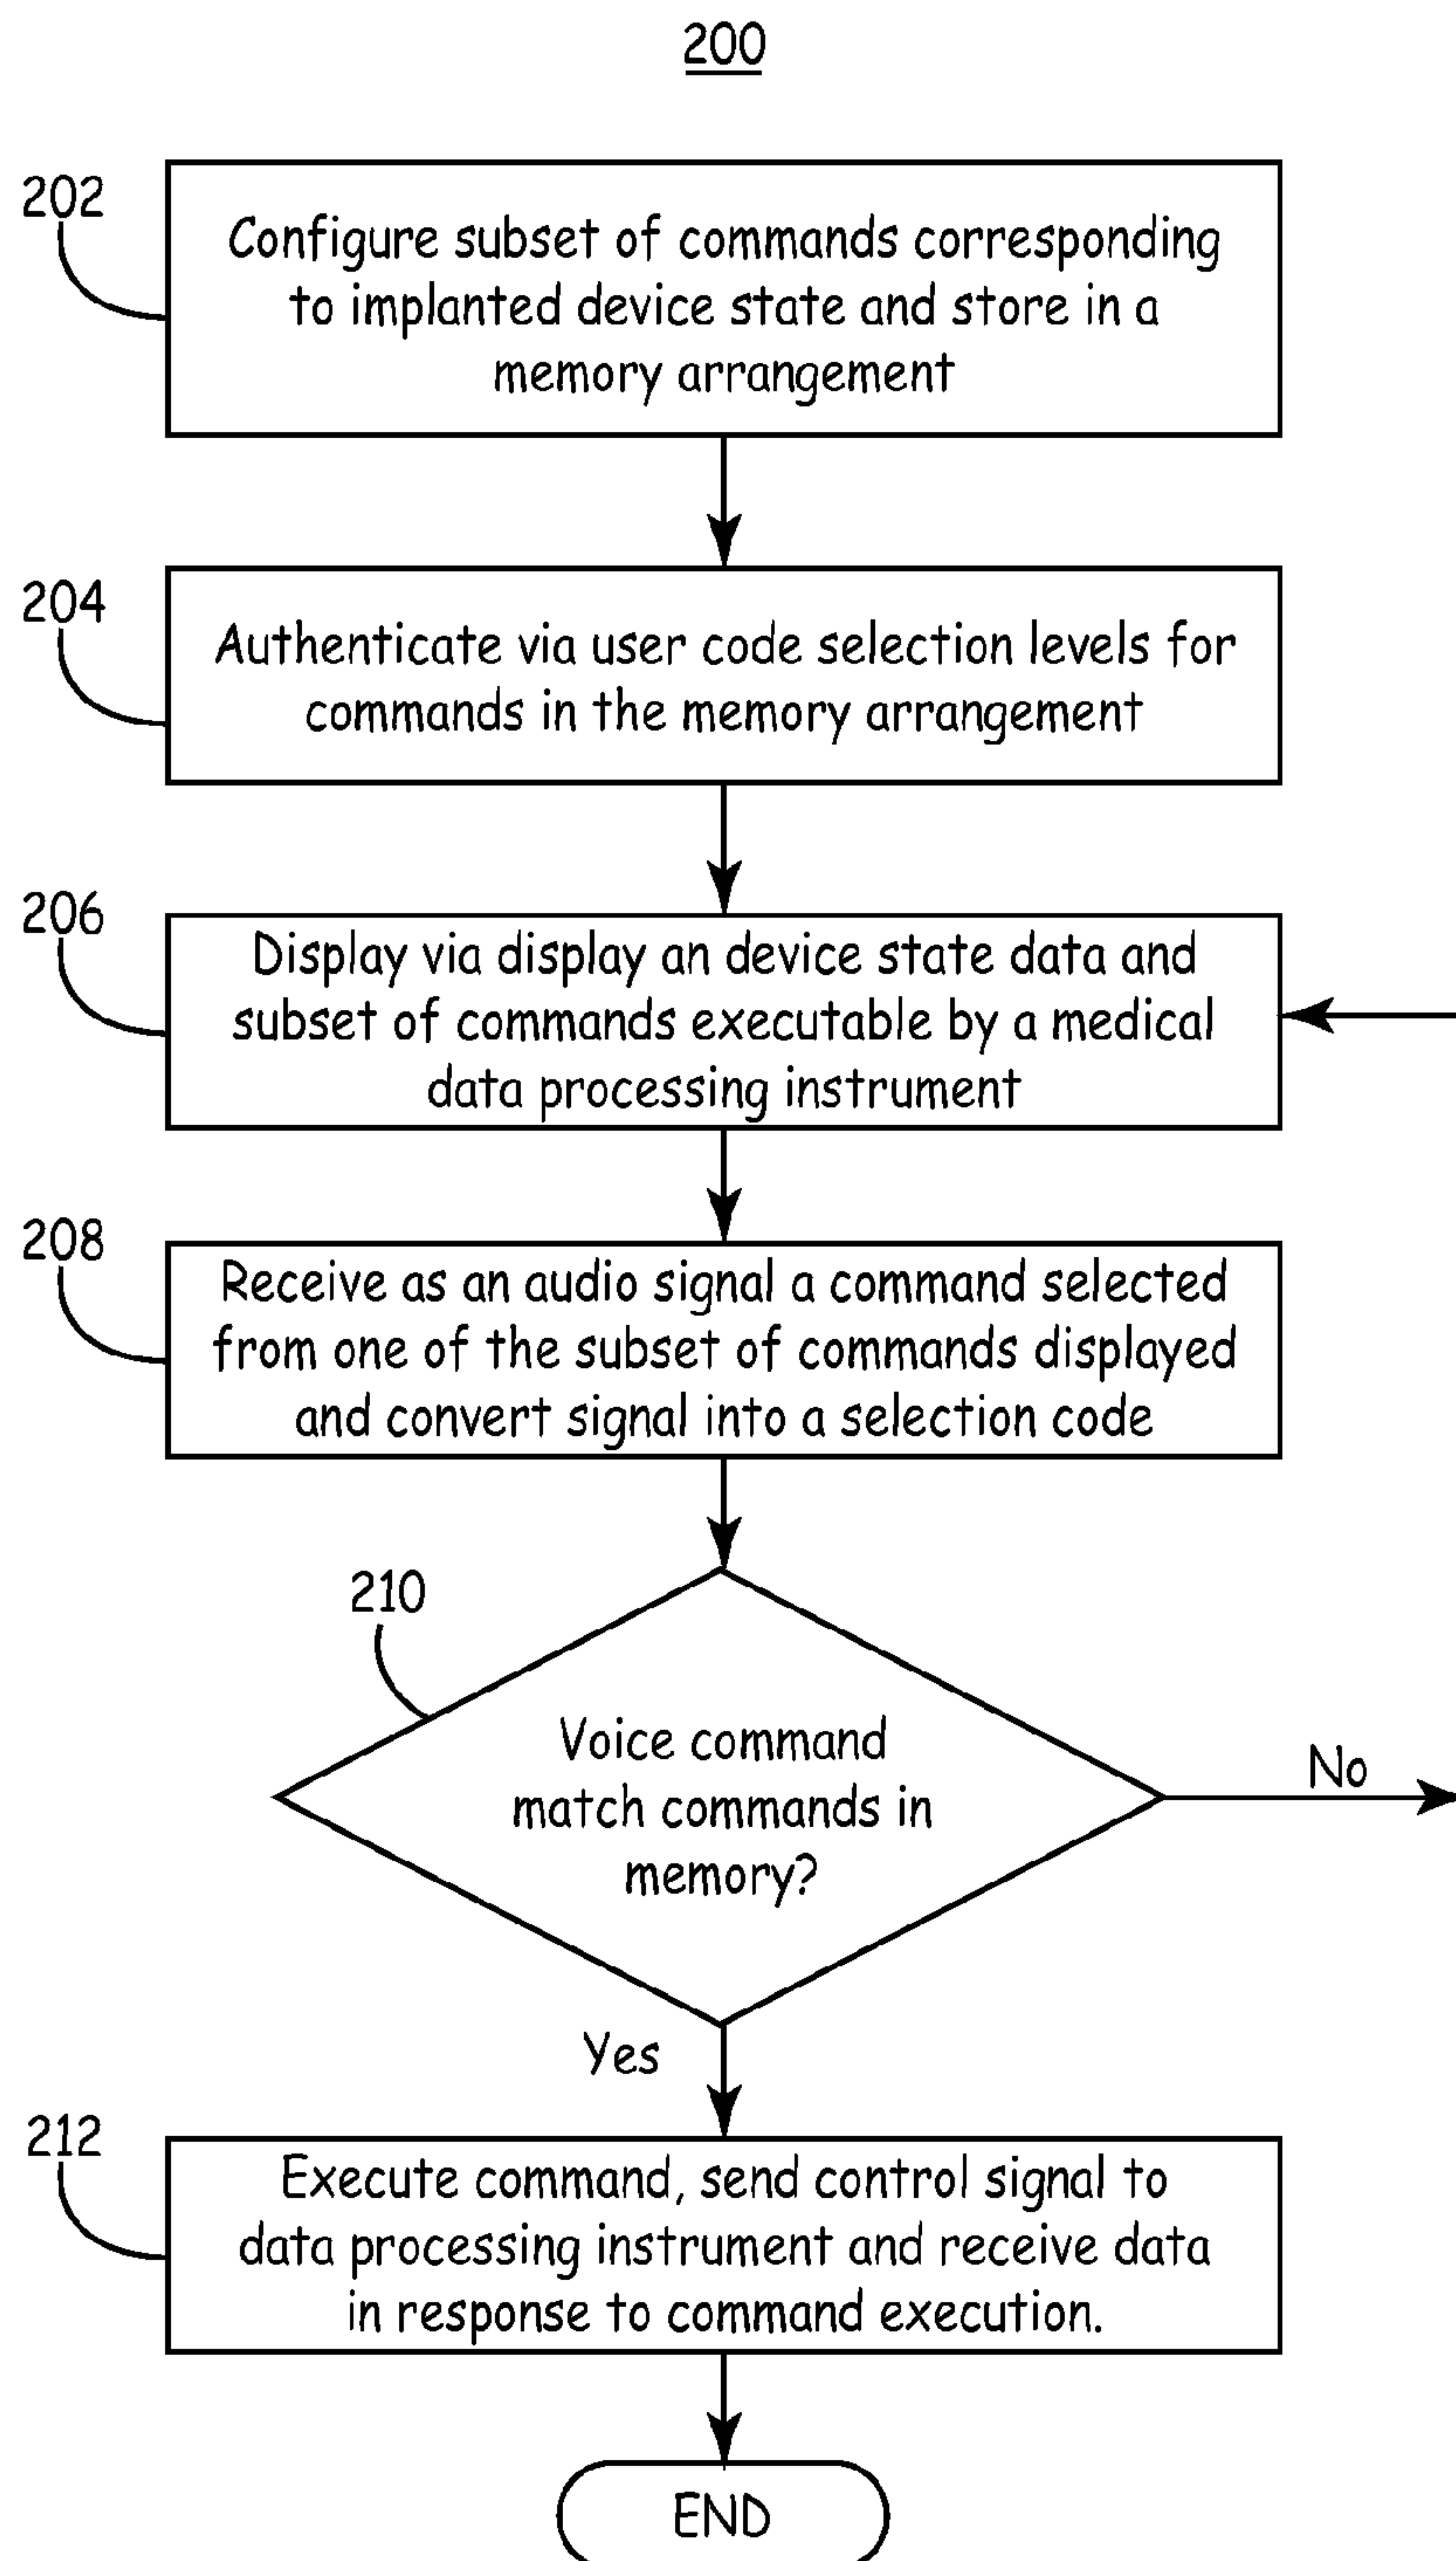 200
202
Configure subset of commands corresponding
to implanted device state and store in a
memory arrangement
204
Authenticate via user code selection levels for
commands in the memory arrangement
206
Display via display an device state data and
subset of commands executable by a medical
data processing instrument
208
Receive as an audio signal a command selected
from one of the subset of commands displayed
and convert signal into a selection code
210
Voice command
match commands in
memory?
No
Yes
212
Execute command, send control signal to
data processing instrument and receive data
in response to command execution.
END